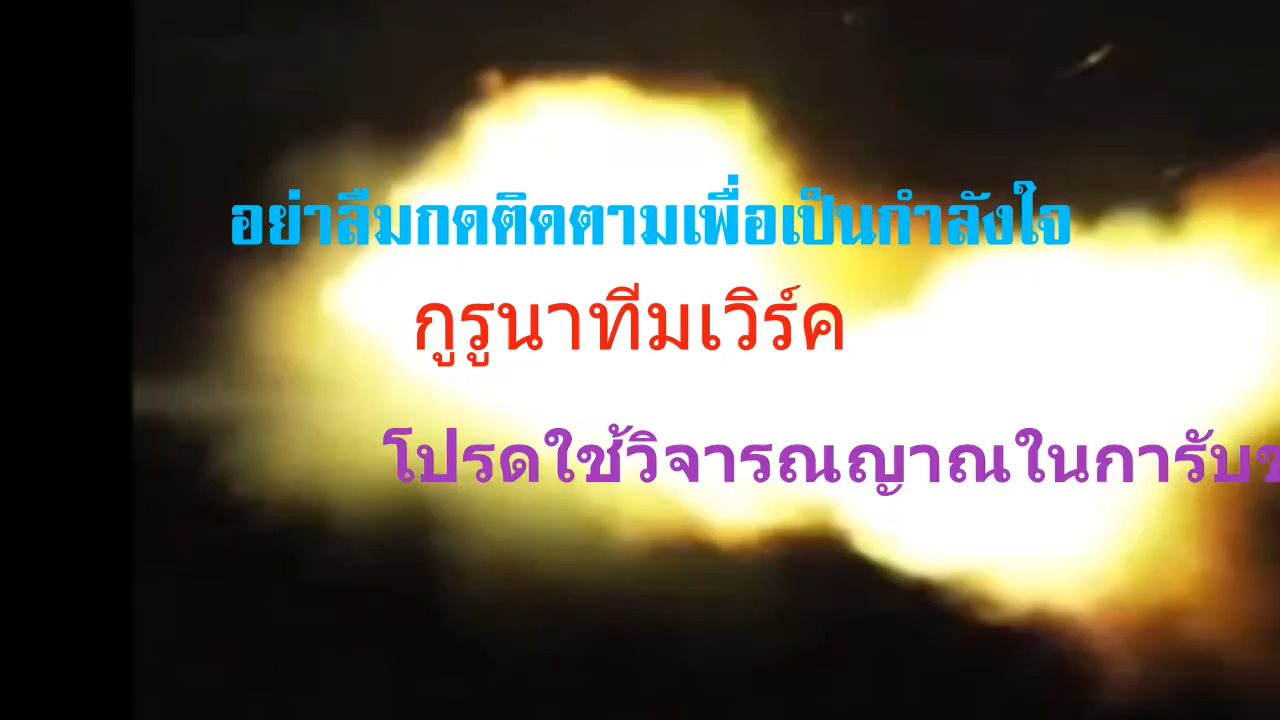 อย่าลืมกดติดตามเพื่อเป็นกำลังใจ
กูรูนาทีมเวิร์ค
โปรดใช้วิจารณญาณในการับ